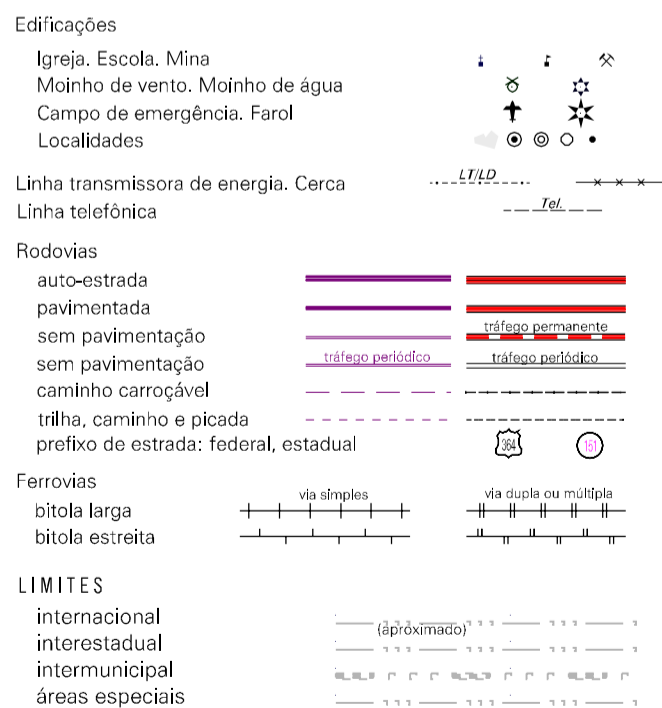 Edificações
Igreja. Escola. Mina
Moinho de vento. Moinho de água
Campo de emergência. Farol
Localidades
Linha transmissora de energia. Cerca LT/LD
Linha telefônica Tel.
Rodovias
auto-estrada
pavimentada
sem pavimentação tráfego permanente
sem pavimentação tráfego periódico tráfego periódico
caminho carroçável
trilha, caminho e picada
prefixo de estrada: federal, estadual 364 151
Ferrovias
bitola larga via simples via dupla ou múltipla
bitola estreita
LIMITES
internacional
(aproximado)
interestadual
intermunicipal
áreas especiais